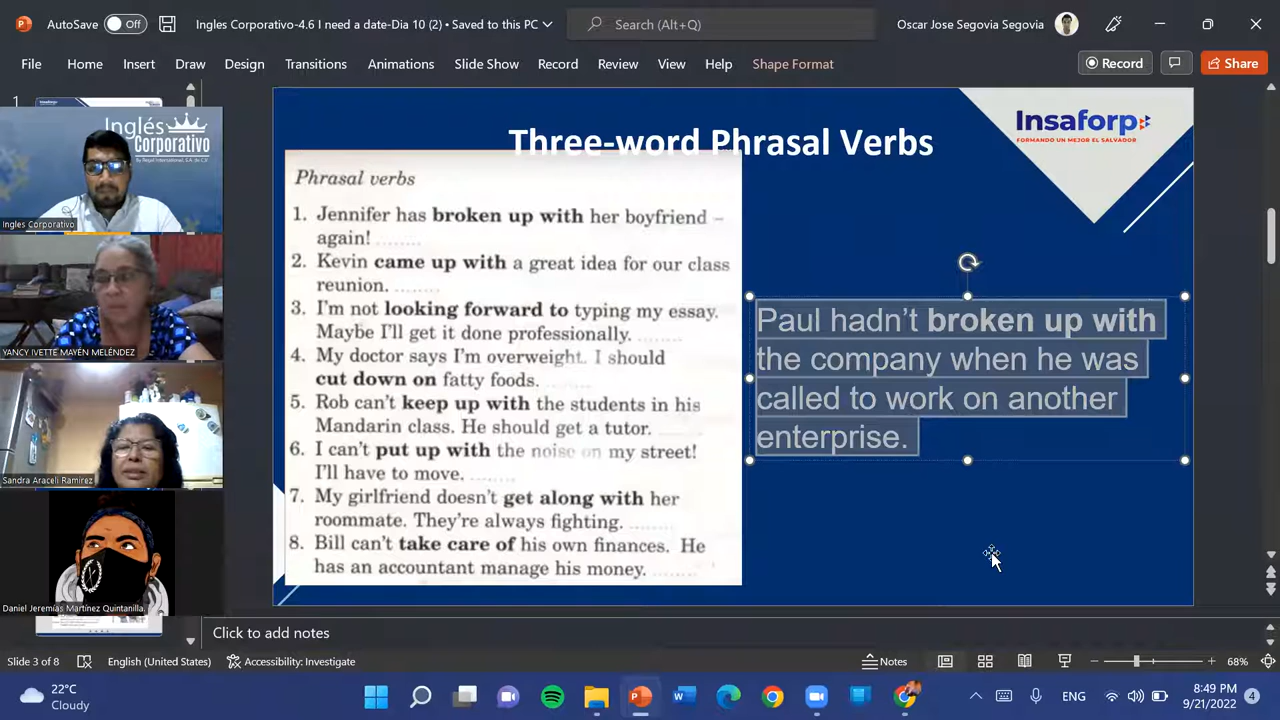 AutoSave Off Ingles Corporativo-4.6 I need a date-Dia 10 (2) • Saved to this PC Search (Alt+Q) Oscar Jose Segovia Segovia
File Home Insert Draw Design Transitions Animations Slide Show Record Review View Help Shape Format Record Share
1
Inglés
Corporativo
Ingles Corporativo
YANCY IVETTE MAYÉN MELÉNDEZ
Sandra Araceli Ramirez
Daniel Jeremías Martínez Quintanilla.
Three-word Phrasal Verbs
Insaforp
FORMANDO UN MEJOR EL SALVADOR
Phrasal verbs
1. Jennifer has broken up with her boyfriend –
again! ........
2. Kevin came up with a great idea for our class
reunion. ........
3. I'm not looking forward to typing my essay.
Maybe I'll get it done professionally. ........
4. My doctor says I'm overweight. I should
cut down on fatty foods. ........
5. Rob can't keep up with the students in his
Mandarin class. He should get a tutor. ........
6. I can't put up with the noise on my street!
I'll have to move. ........
7. My girlfriend doesn't get along with her
roommate. They're always fighting. ........
8. Bill can't take care of his own finances. He
has an accountant manage his money. ........
Paul hadn't broken up with
the company when he was
called to work on another
enterprise.
Click to add notes
Slide 3 of 8 English (United States) Accessibility: Investigate Notes 68%
22°C
Cloudy
ENG
8:49 PM
9/21/2022
4